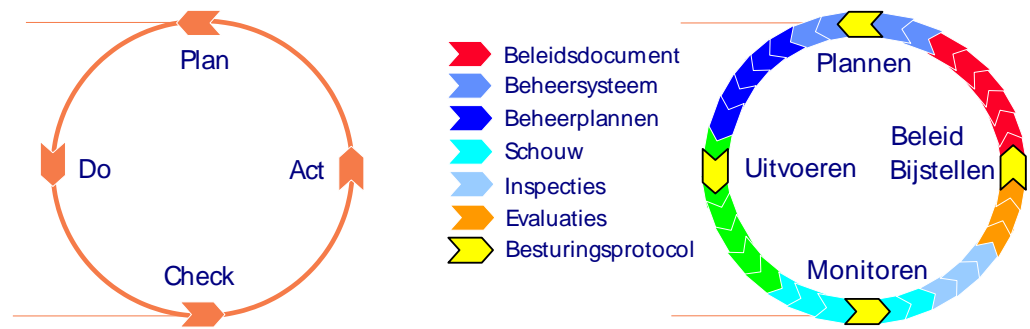 Plan
Do
Act
Check
Beleidsdocument
Beheersysteem
Beheerplannen
Schouw
Inspecties
Evaluaties
Besturingsprotocol
Plannen
Uitvoeren
Beleid
Bijstellen
Monitoren